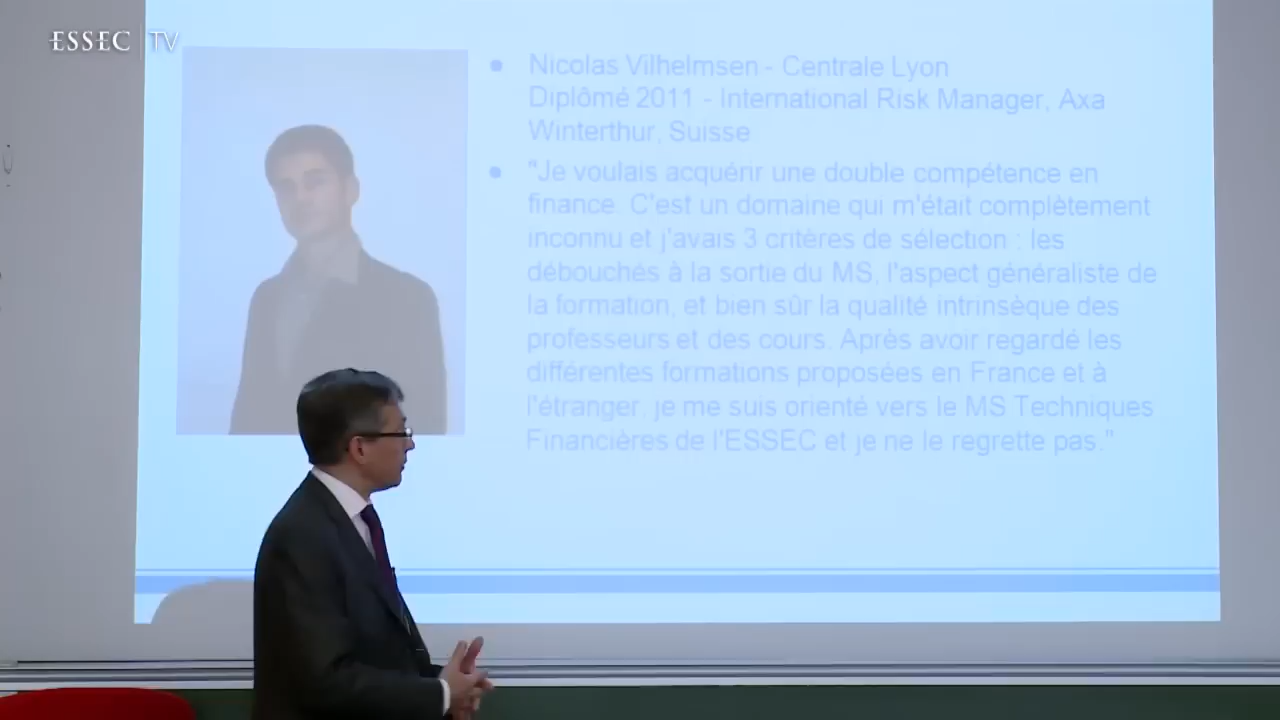 ESSEC TV
Nicolas Vilhelmsen - Centrale Lyon
Diplômé 2011 - International Risk Manager, Axa
Winterthur, Suisse
"Je voulais acquérir une double compétence en
finance. C'est un domaine qui m'était complètement
inconnu et j'avais 3 critères de sélection : les
débouchés à la sortie du MS, l'aspect généraliste de
la formation, et bien sûr la qualité intrinsèque des
professeurs et des cours. Après avoir regardé les
différentes formations proposées en France et à
l'étranger, je me suis orienté vers le MS Techniques
Financières de l'ESSEC et je ne le regrette pas."